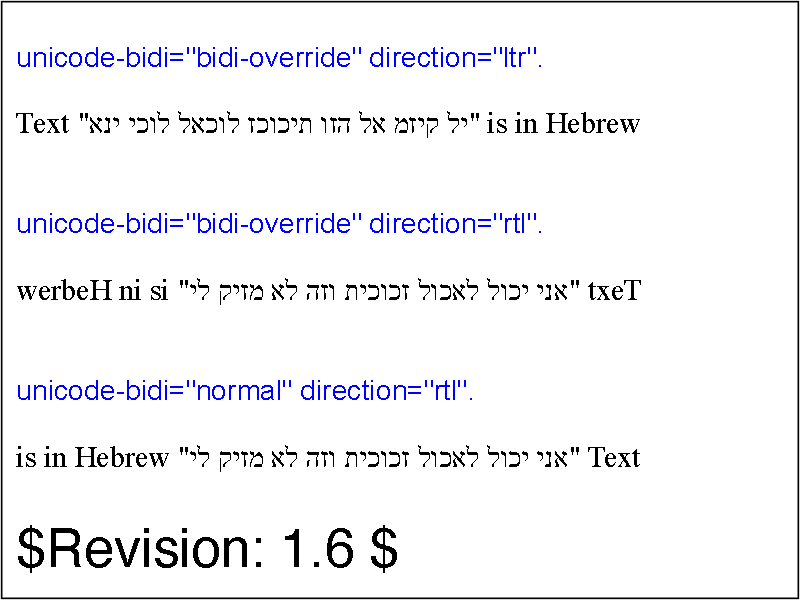 unicode-bidi="bidi-override" direction="ltr".
Text "יל קיזמ אל הזו תיכוכז לוכאל לוכי ינא" is in Hebrew
unicode-bidi="bidi-override" direction="rtl".
werbeH ni si "אני יכול לאכול זכוכית וזה לא מזיק לי" txeT
unicode-bidi="normal" direction="rtl".
is in Hebrew "אני יכול לאכול זכוכית וזה לא מזיק לי" Text
$Revision: 1.6 $